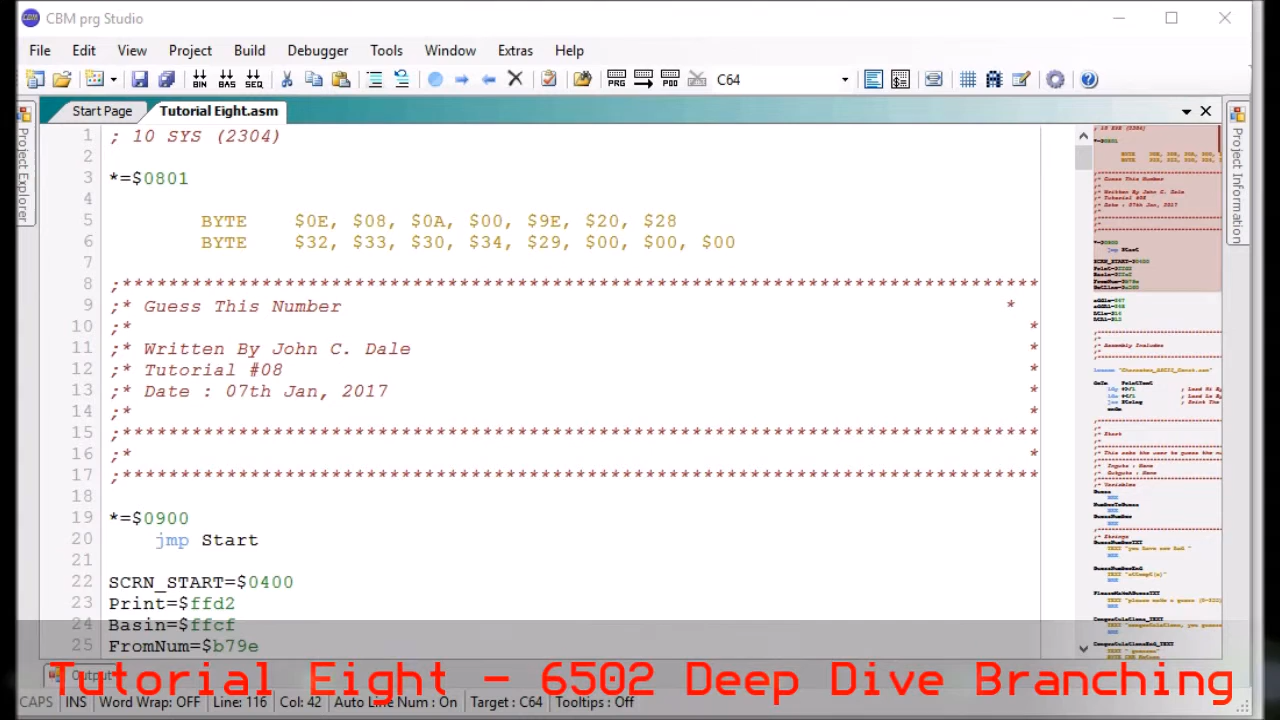 CBM prg Studio
File Edit View Project Build Debugger Tools Window Extras Help
BIN BAS SEQ PRG POO C64
Start Page Tutorial Eight.asm
Project Explorer
Project Information
1 ; 10 SYS (2304)
2
3 *=$0801
4
5 BYTE $0E, $08, $0A, $00, $9E, $20, $28
6 BYTE $32, $33, $30, $34, $29, $00, $00, $00
7
8 ;*******************************************************************************
9 ;* Guess This Number *
10 ;* *
11 ;* Written By John C. Dale *
12 ;* Tutorial #08 *
13 ;* Date : 07th Jan, 2017 *
14 ;* *
15 ;*******************************************************************************
16 ;* *
17 ;*******************************************************************************
18
19 *=$0900
20 jmp Start
21
22 SCRN_START=$0400
23 Print=$ffd2
24 Basin=$ffcf
25 FromNum=$b79e
Output
Tutorial Eight - 6502 Deep Dive Branching
CAPS INS Word Wrap: OFF Line: 116 Col: 42 Auto Line Num : On Target : C64 Tooltips : Off